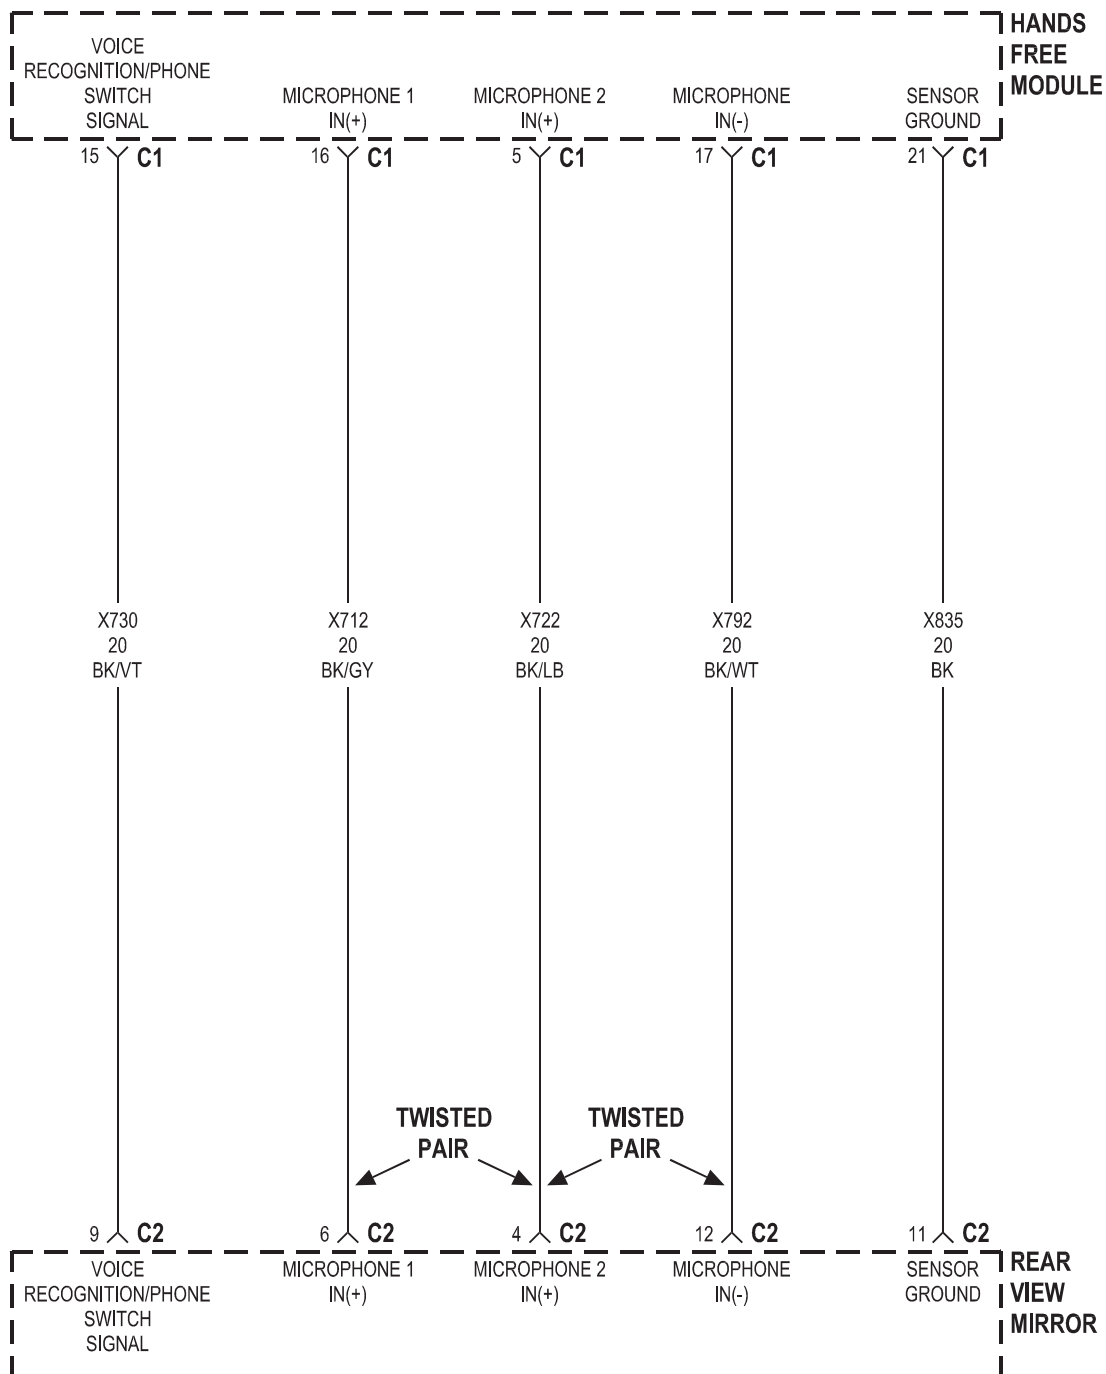 HANDS
FREE
MODULE
VOICE
RECOGNITION/PHONE
SWITCH
SIGNAL
MICROPHONE 1
IN(+)
MICROPHONE 2
IN(+)
MICROPHONE
IN(-)
SENSOR
GROUND
15 C1
16 C1
5 C1
17 C1
21 C1
X730
20
BK/VT
X712
20
BK/GY
X722
20
BK/LB
X792
20
BK/WT
X835
20
BK
TWISTED
PAIR
TWISTED
PAIR
9 C2
6 C2
4 C2
12 C2
11 C2
VOICE
RECOGNITION/PHONE
SWITCH
SIGNAL
MICROPHONE 1
IN(+)
MICROPHONE 2
IN(+)
MICROPHONE
IN(-)
SENSOR
GROUND
REAR
VIEW
MIRROR